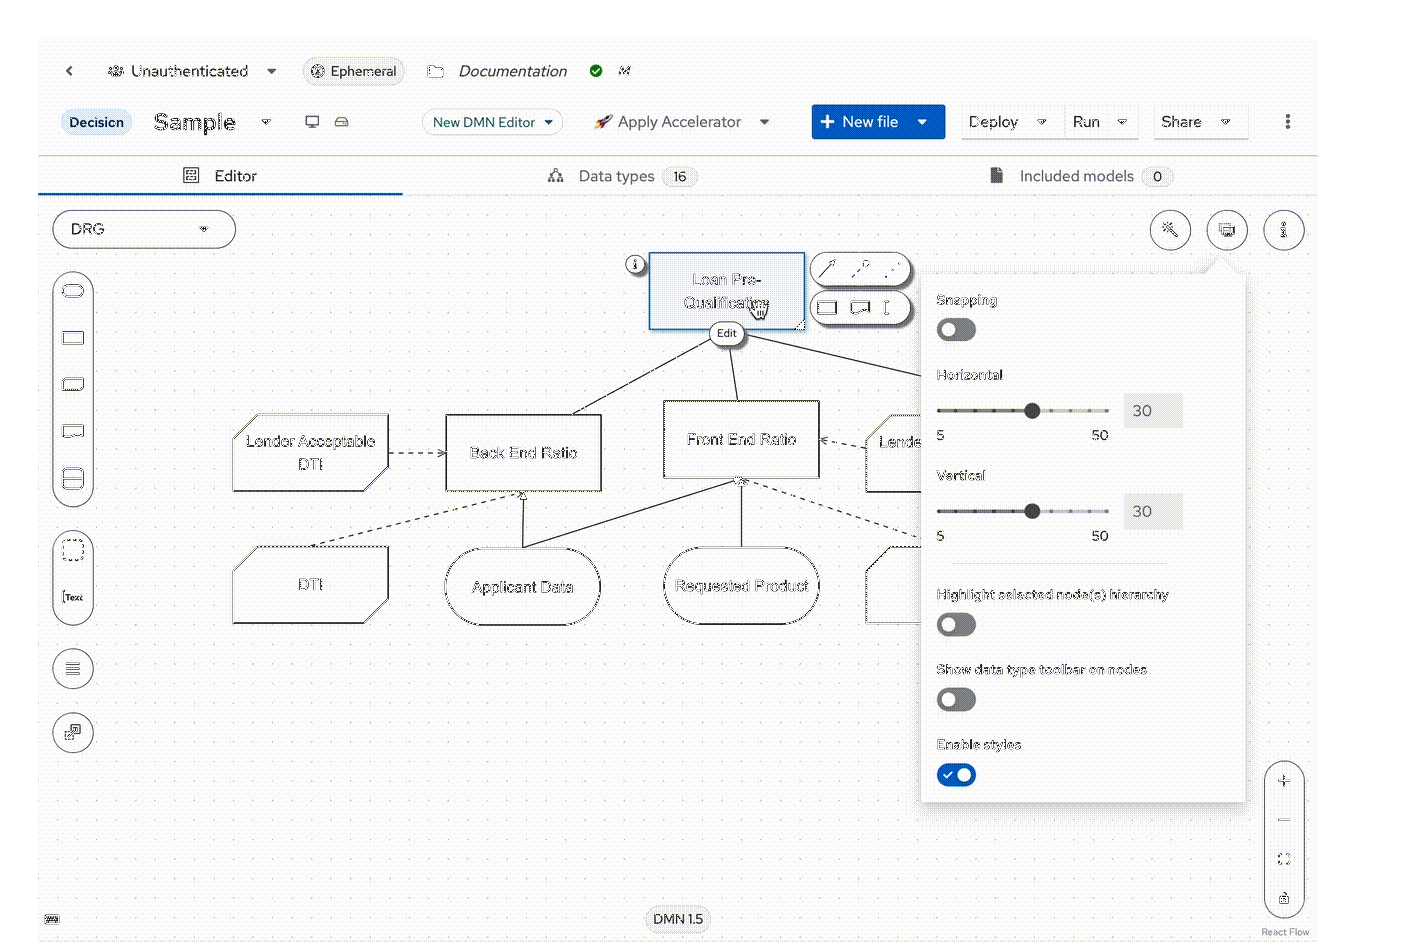 Unauthenticated
Ephemeral
Documentation
Decision
Sample
New DMN Editor
Apply Accelerator
New file
Deploy
Run
Share
Editor
Data types 16
Included models 0
DRG
Loan Pre-
Qualification
Edit
Lender Acceptable
DTI
Back End Ratio
Front End Ratio
Lende
DTI
Applicant Data
Requested Product
Text
Snapping
Horizontal
30
5 50
Vertical
30
5 50
Highlight selected node(s) hierarchy
Show data type toolbar on nodes
Enable styles
DMN 1.5
React Flow